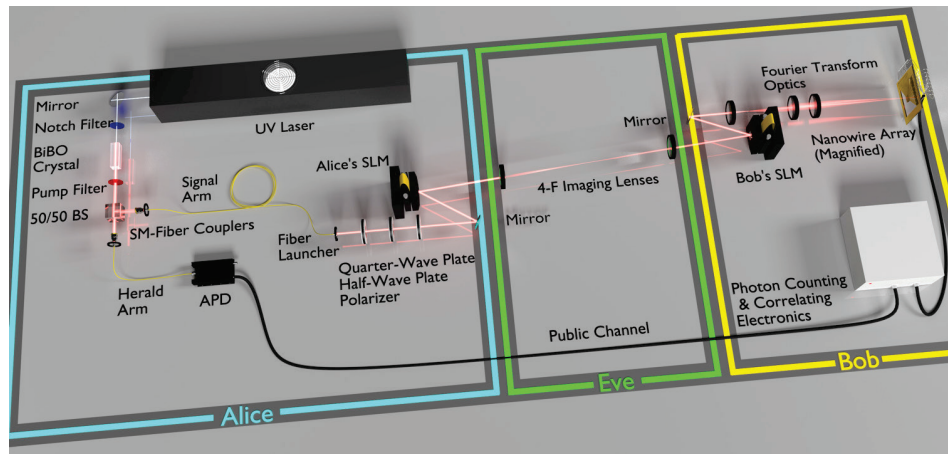 Mirror
Notch Filter
BiBO
Crystal
Pump Filter
50/50 BS
SM-Fiber Couplers
Herald
Arm
APD
UV Laser
Signal
Arm
Alice's SLM
Fiber
Launcher
Quarter-Wave Plate
Half-Wave Plate
Polarizer
Mirror
4-F Imaging Lenses
Public Channel
Mirror
Fourier Transform
Optics
Nanowire Array
(Magnified)
Bob's SLM
Photon Counting
& Correlating
Electronics
Alice
Eve
Bob